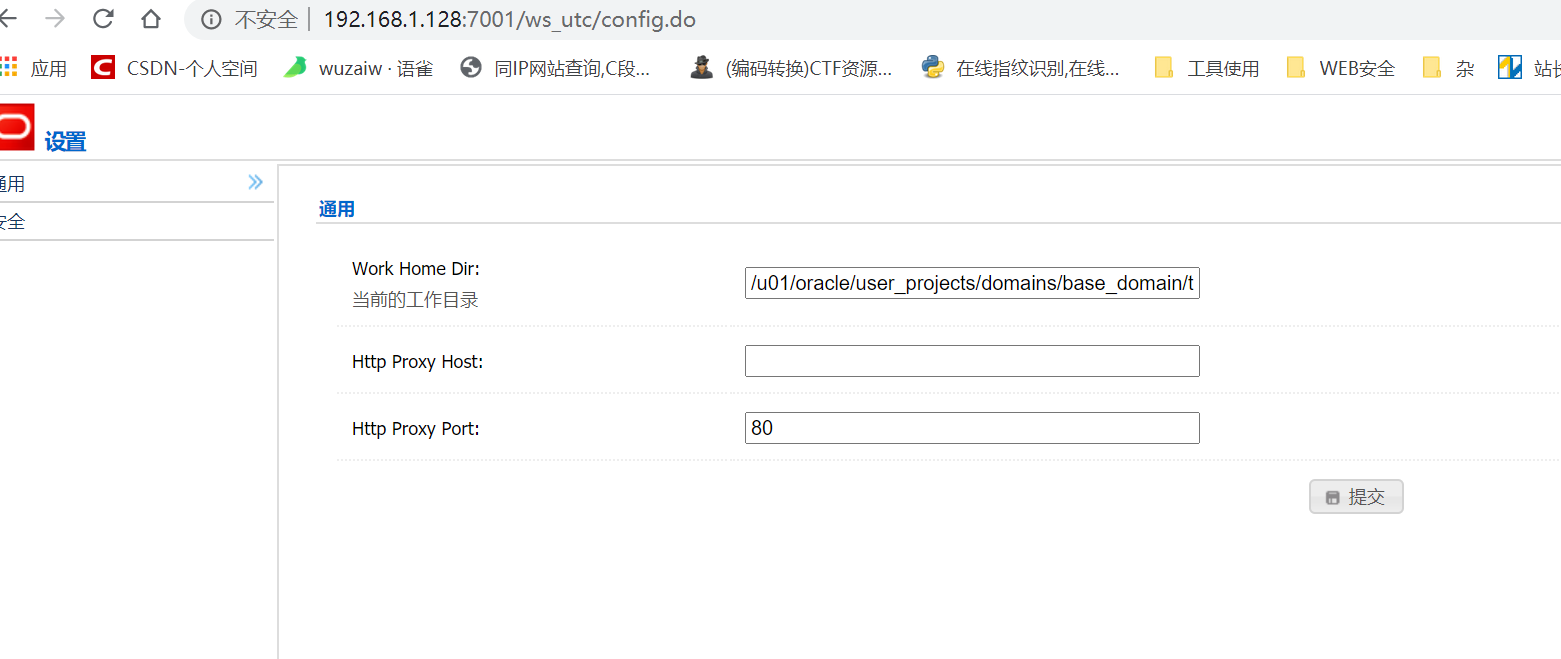 不安全 192.168.1.128:7001/ws_utc/config.do
应用 CSDN-个人空间 wuzaiw · 语雀 同IP网站查询,C段... (编码转换)CTF资源... 在线指纹识别,在线... 工具使用 WEB安全 杂 站长
设置
通用
安全
通用
Work Home Dir:
/u01/oracle/user_projects/domains/base_domain/t
当前的工作目录
Http Proxy Host:
Http Proxy Port:
80
提交